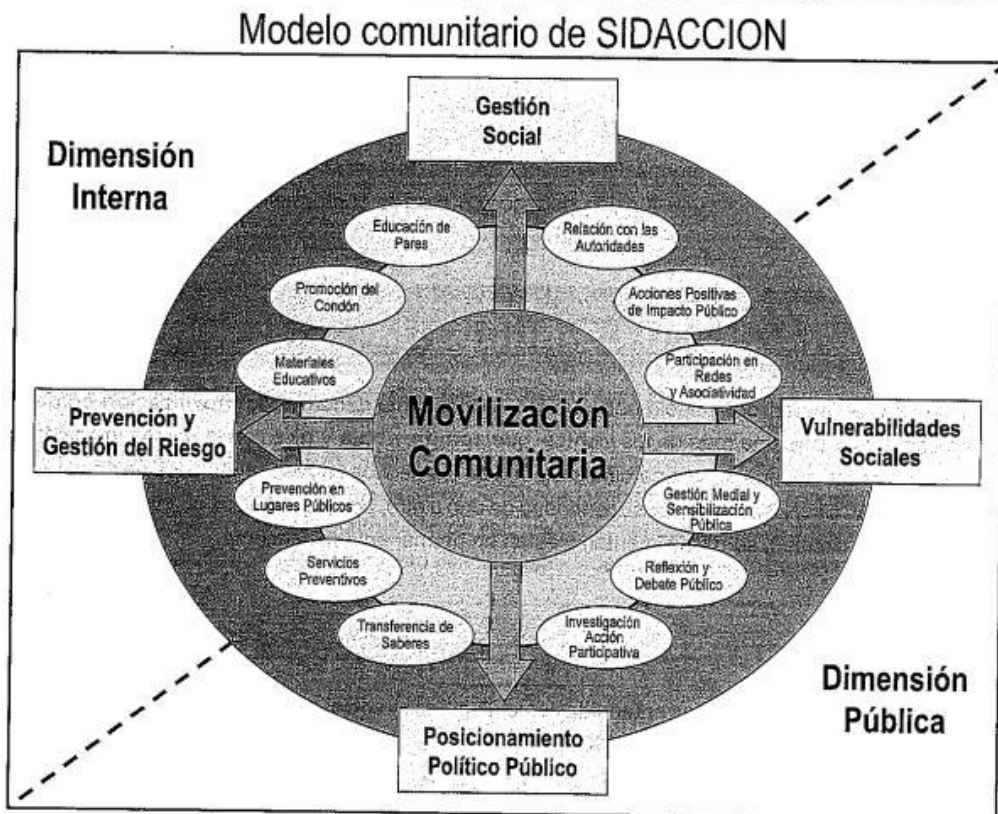 Modelo comunitario de SIDACCION
Gestión
Social
Dimensión
Interna
Educación de
Pares
Relación con las
Autoridades
Promoción del
Condón
Acciones Positivas
de Impacto Público
Materiales
Educativos
Participación en
Redes
y Asociatividad
Prevención y
Gestión del Riesgo
Movilización
Comunitaria
Vulnerabilidades
Sociales
Prevención en
Lugares Públicos
Gestión Medial y
Sensibilización
Pública
Servicios
Preventivos
Reflexión y
Debate Público
Transferencia de
Saberes
Investigación
Acción
Participativa
Dimensión
Pública
Posicionamiento
Político Público